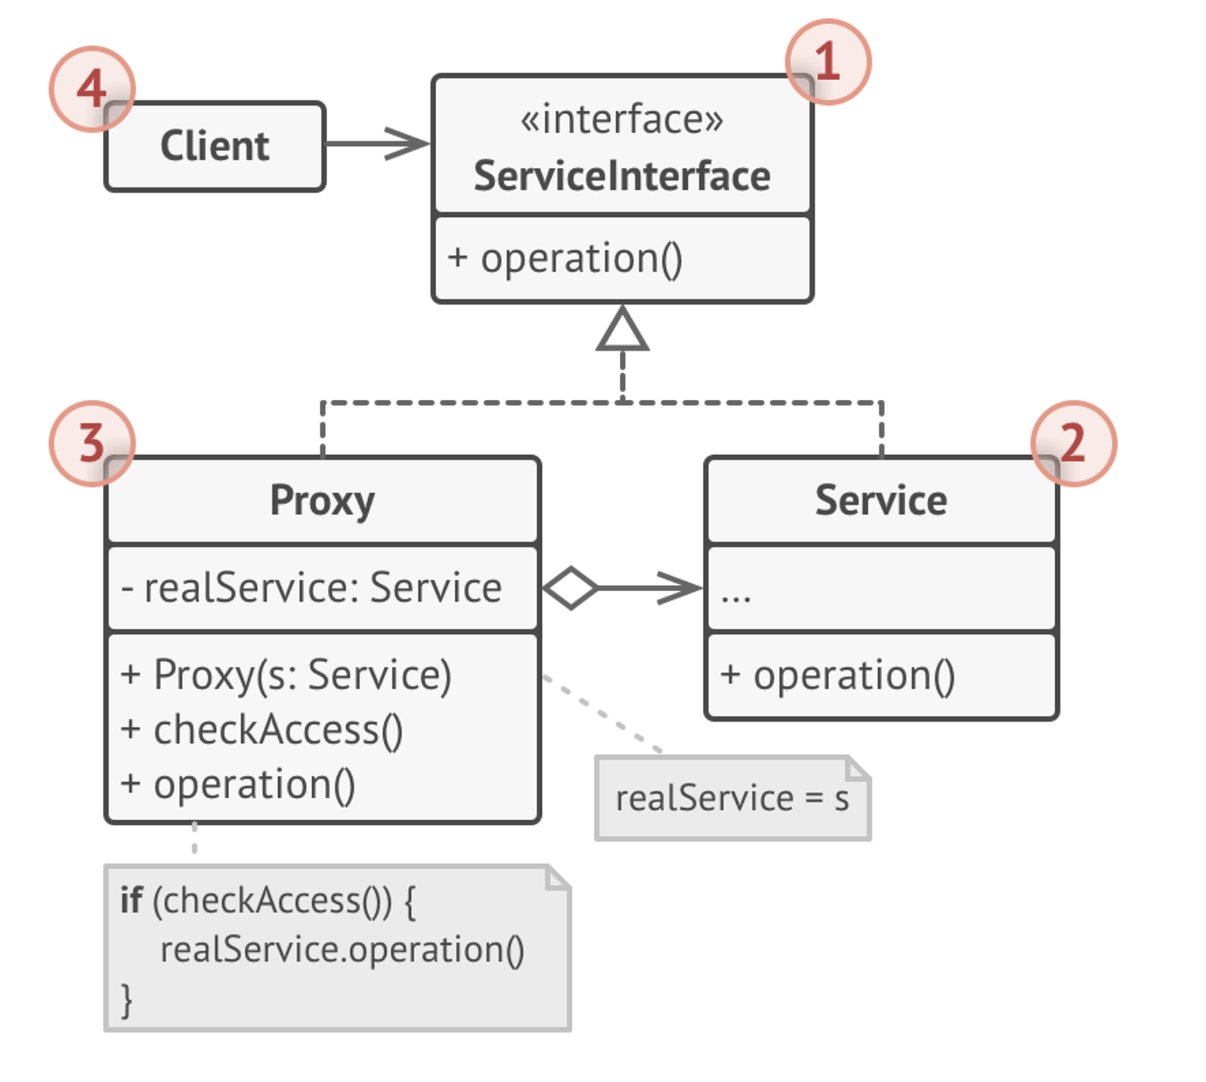 4
Client
1
«interface»
ServiceInterface
+ operation()
3
Proxy
- realService: Service
+ Proxy(s: Service)
+ checkAccess()
+ operation()
2
Service
...
+ operation()
realService = s
if (checkAccess()) {
realService.operation()
}